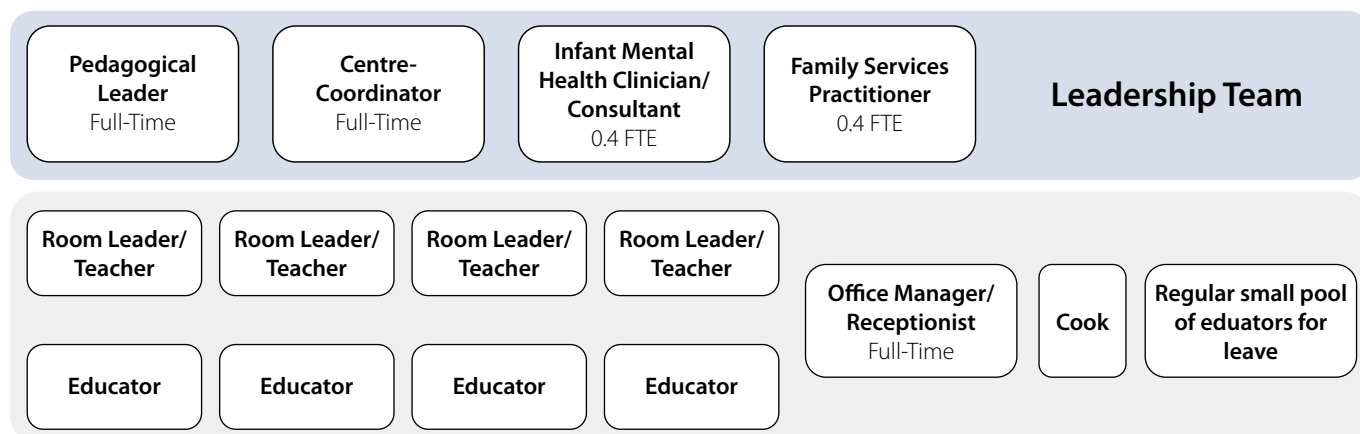 Pedagogical
Leader
Full-Time
Centre-
Coordinator
Full-Time
Infant Mental
Health Clinician/
Consultant
0.4 FTE
Family Services
Practitioner
0.4 FTE
Leadership Team
Room Leader/
Teacher
Room Leader/
Teacher
Room Leader/
Teacher
Room Leader/
Teacher
Educator
Educator
Educator
Educator
Office Manager/
Receptionist
Full-Time
Cook
Regular small pool
of eduators for
leave